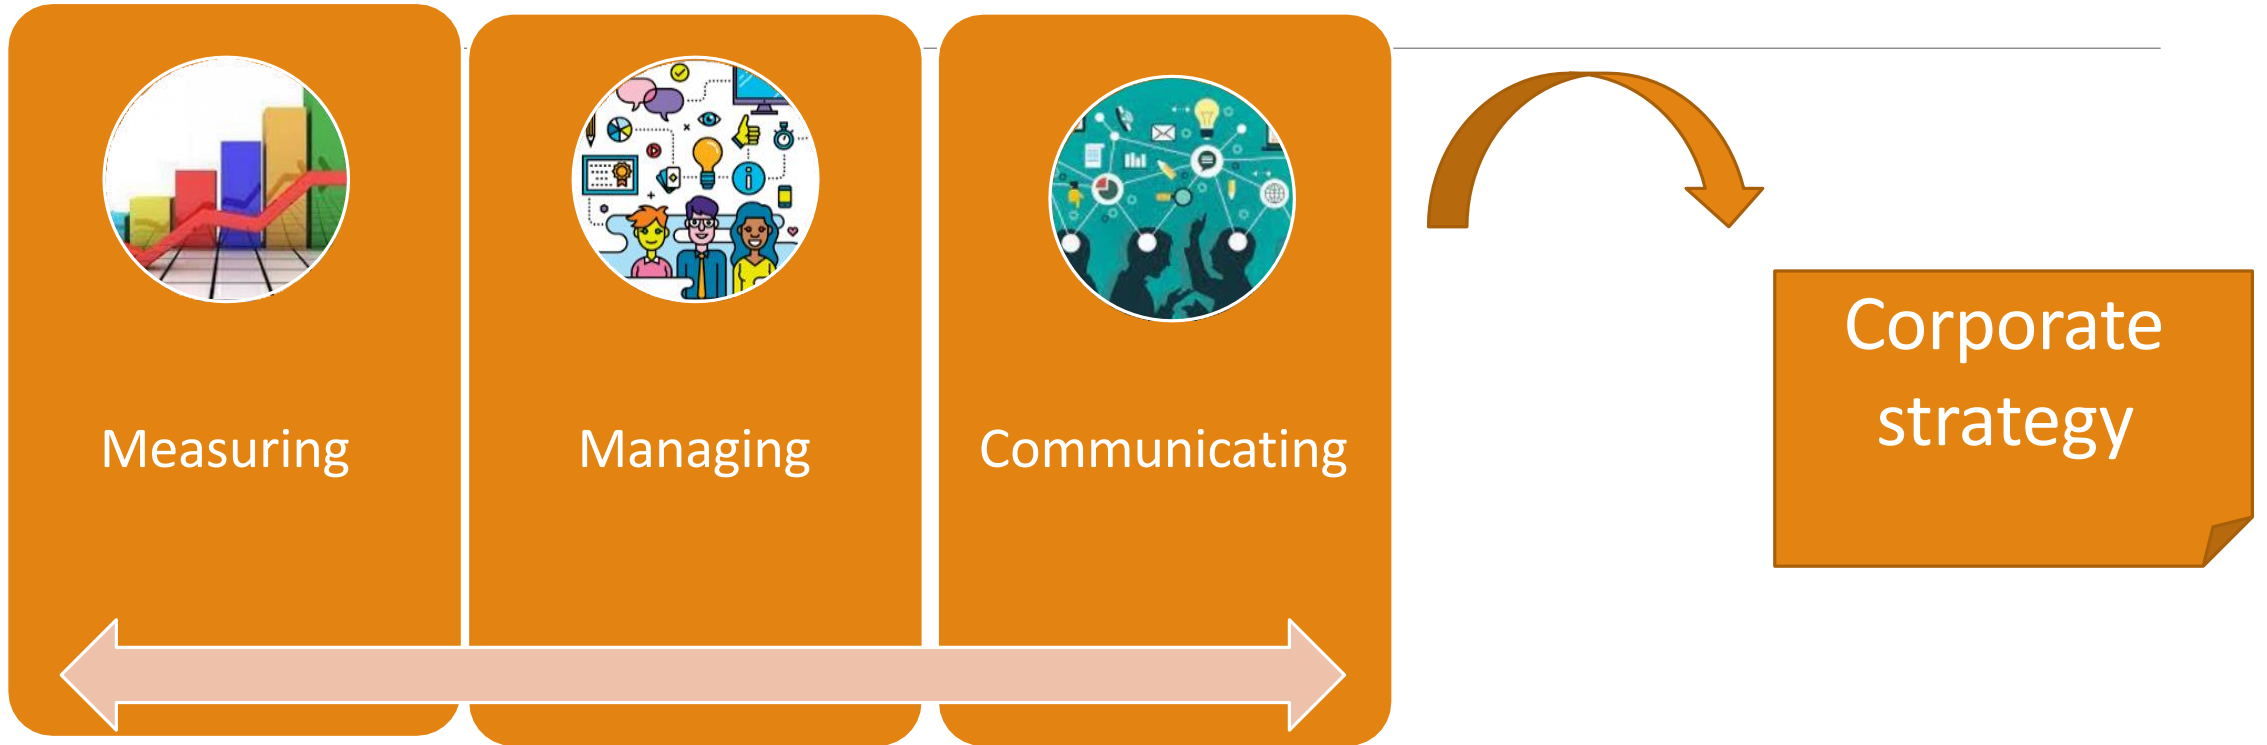 Measuring
Managing
Communicating
Corporate
strategy